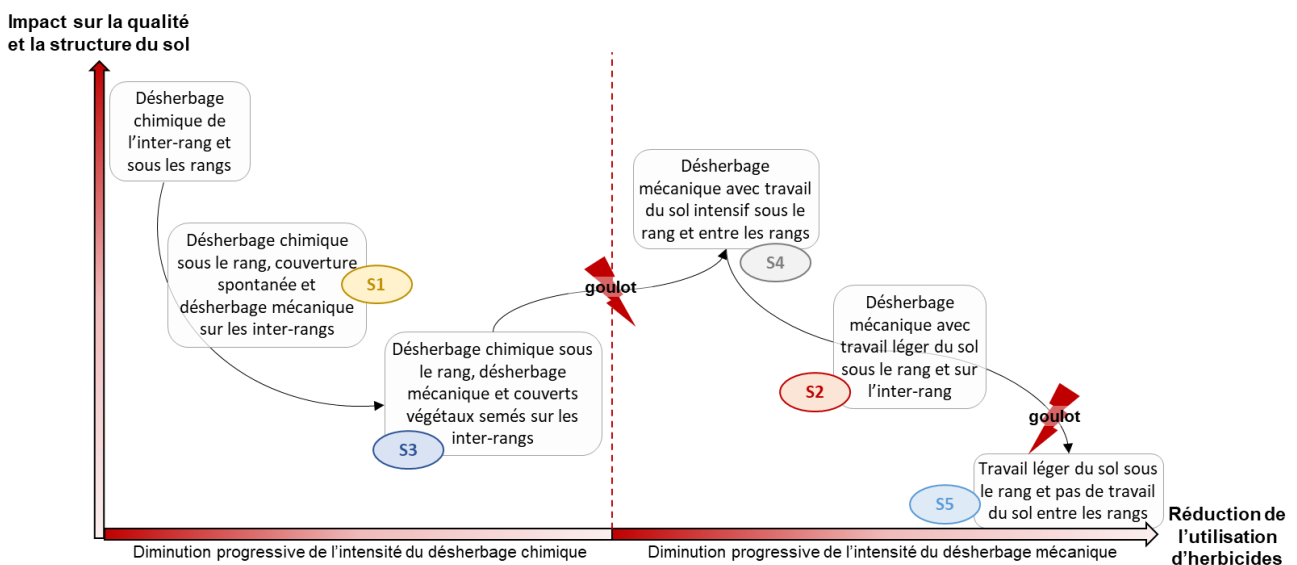 Impact sur la qualité
et la structure du sol
Désherbage
chimique de
l'inter-rang et
sous les rangs
Désherbage chimique
sous le rang, couverture
spontanée et
désherbage mécanique
sur les inter-rangs
S1
Désherbage chimique sous
le rang, désherbage
mécanique et couverts
végétaux semés sur les
inter-rangs
S3
goulot
Désherbage
mécanique avec travail
du sol intensif sous le
rang et entre les rangs
S4
Désherbage
mécanique avec
travail léger du sol
sous le rang et sur
l'inter-rang
S2
goulot
Travail léger du sol sous
le rang et pas de travail
du sol entre les rangs
S5
Réduction de
l'utilisation
d'herbicides
Diminution progressive de l'intensité du désherbage chimique
Diminution progressive de l'intensité du désherbage mécanique